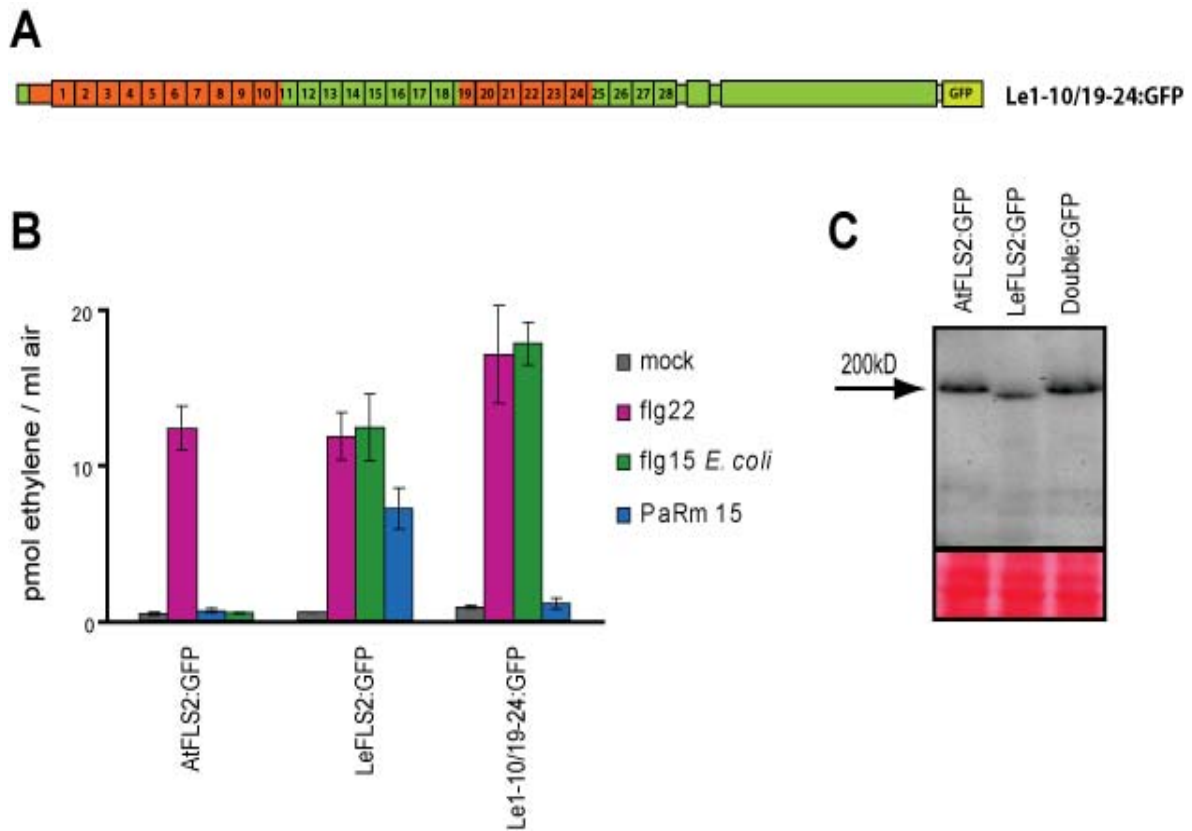 A
1 2 3 4 5 6 7 8 9 10 11 12 13 14 15 16 17 18 19 20 21 22 23 24 25 26 27 28 GFP Le1-10/19-24:GFP
B
pmol ethylene / ml air
20
10
0
AtFLS2:GFP
LeFLS2:GFP
Le1-10/19-24:GFP
mock
flg22
flg15 E. coli
PaRm 15
C
AtFLS2:GFP
LeFLS2:GFP
Double:GFP
200kD